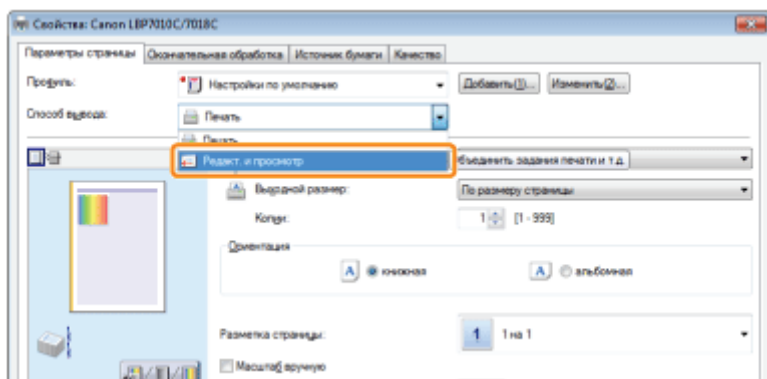 Свойства: Canon LBP7010C/7018C
Параметры страницы Окончательная обработка Источник бумаги Качество
Профиль: Настройки по умолчанию Добавить(1)... Изменить(2)...
Способ вывода: Печать
Печать
Редакт. и просмотр
бъединить задания печати и т.д.
Выходной размер: По размеру страницы
Копии: 1 [1 - 999]
Ориентация
A книжная A альбомная
Разметка страницы: 1 1 на 1
Масштаб вручную